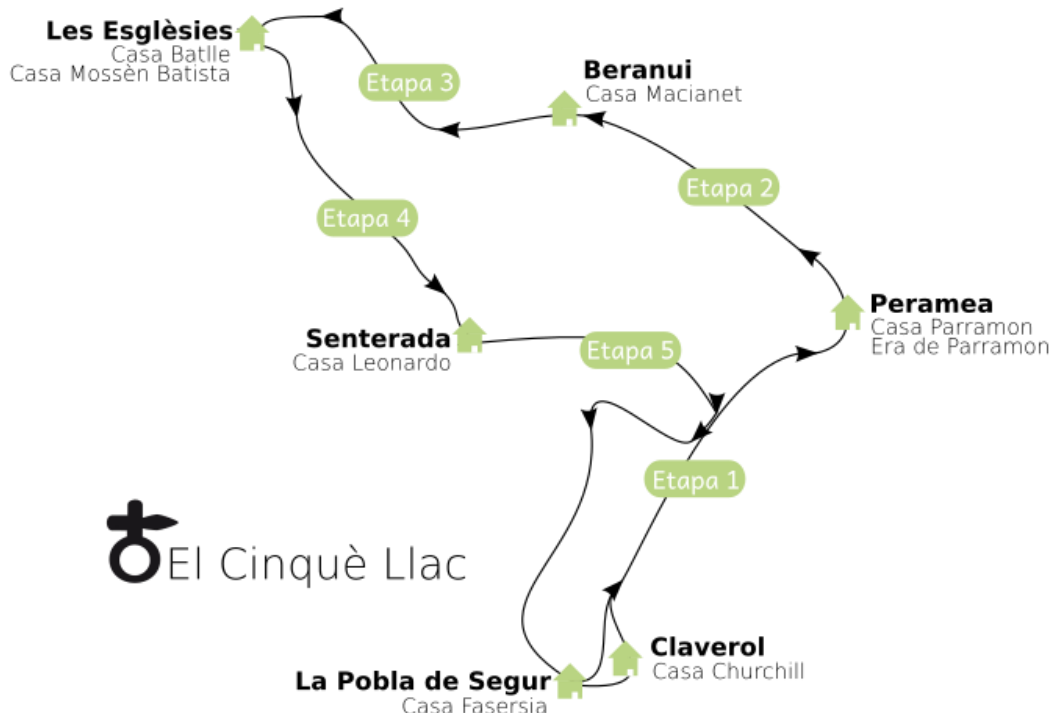 Les Esglèsies
Casa Batlle
Casa Mossèn Batista
Etapa 3
Beranui
Casa Macianet
Etapa 2
Etapa 4
Peramea
Casa Parramon
Era de Parramon
Senterada
Casa Leonardo
Etapa 5
Etapa 1
El Cinquè Llac
Claverol
Casa Churchill
La Pobla de Segur
Casa Fasersia